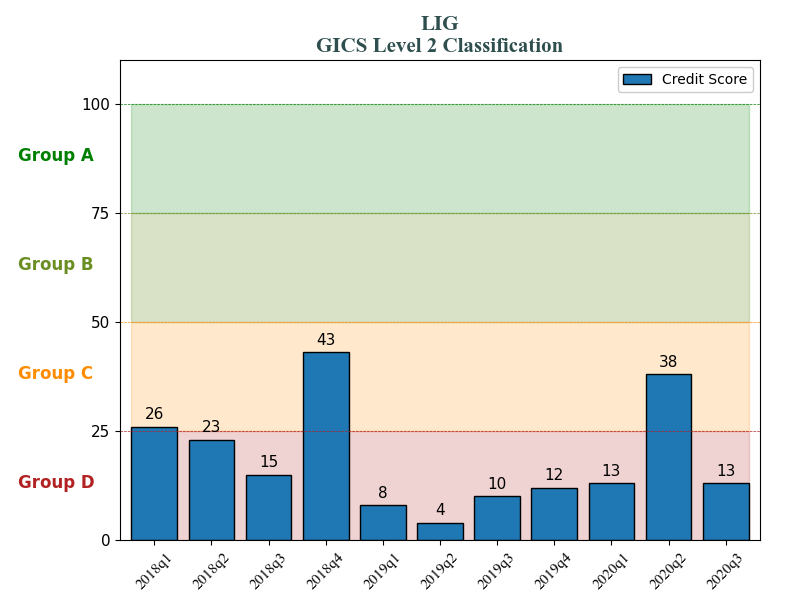 LIG
GICS Level 2 Classification
Credit Score
100
Group A
75
Group B
50
43
38
Group C
26
25
23
15
13
13
12
10
8
4
Group D
0
2018q1 2018q2 2018q3 2018q4 2019q1 2019q2 2019q3 2019q4 2020q1 2020q2 2020q3